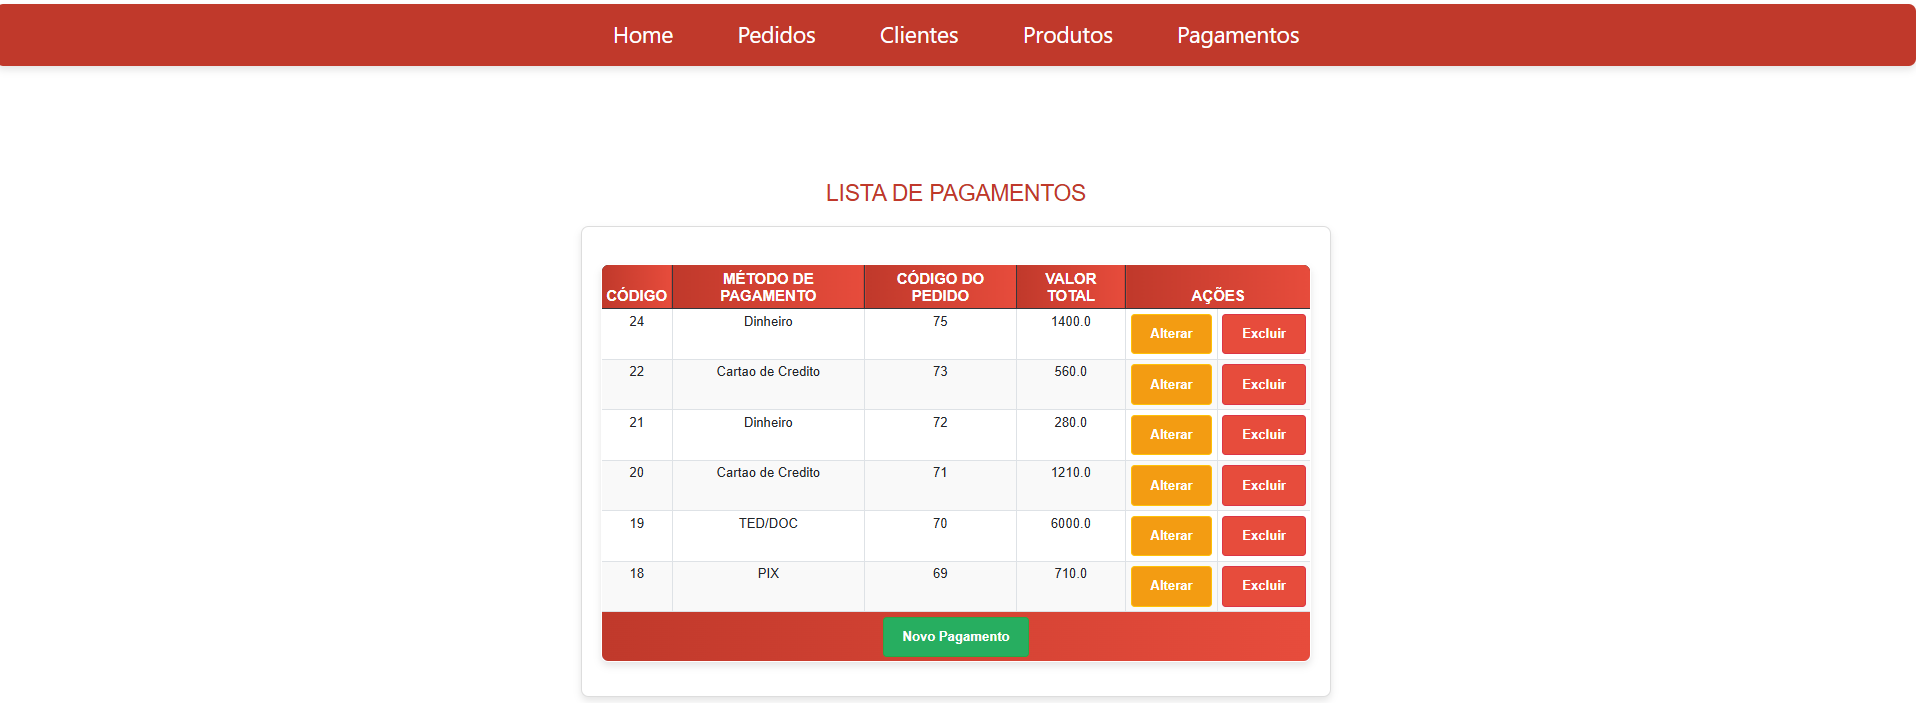 Home Pedidos Clientes Produtos Pagamentos
LISTA DE PAGAMENTOS
CÓDIGO MÉTODO DE PAGAMENTO CÓDIGO DO PEDIDO VALOR TOTAL AÇÕES
24 Dinheiro 75 1400.0 Alterar Excluir
22 Cartao de Credito 73 560.0 Alterar Excluir
21 Dinheiro 72 280.0 Alterar Excluir
20 Cartao de Credito 71 1210.0 Alterar Excluir
19 TED/DOC 70 6000.0 Alterar Excluir
18 PIX 69 710.0 Alterar Excluir
Novo Pagamento